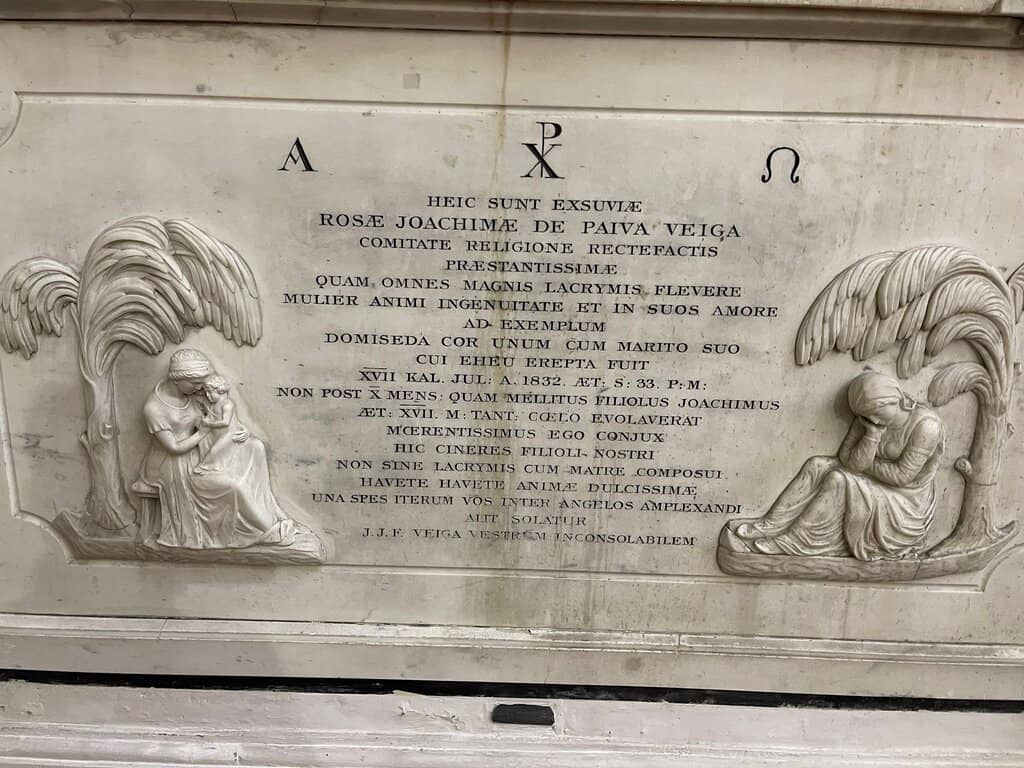 Α ☧ Ω
HEIC SUNT EXSUVIÆ
ROSÆ JOACHIMÆ DE PAIVA VEIGA
COMITATE RELIGIONE RECTEFACTIS
PRÆSTANTISSIMÆ
QUAM OMNES MAGNIS LACRYMIS FLEVERE
MULIER ANIMI INGENUITATE ET IN SUOS AMORE
AD EXEMPLUM
DOMISEDA COR UNUM CUM MARITO SUO
CUI EHEU EREPTA FUIT
X̅V̅I̅I̅ KAL. JUL: A. 1832. ÆT: S: 33. P: M:
NON POST X̅ MENS: QUAM MELLITUS FILIOLUS JOACHIMUS
ÆT: X̅V̅I̅I̅. M: TANT: CŒLO EVOLAVERAT
MŒRENTISSIMUS EGO CONJUX
HIC CINERES FILIOLI NOSTRI
NON SINE LACRYMIS CUM MATRE COMPOSUI
HAVETE HAVETE ANIMÆ DULCISSIMÆ
UNA SPES ITERUM VOS INTER ANGELOS AMPLEXANDI
ALIT SOLATUR
J.J.F. VEIGA VESTRUM INCONSOLABILEM